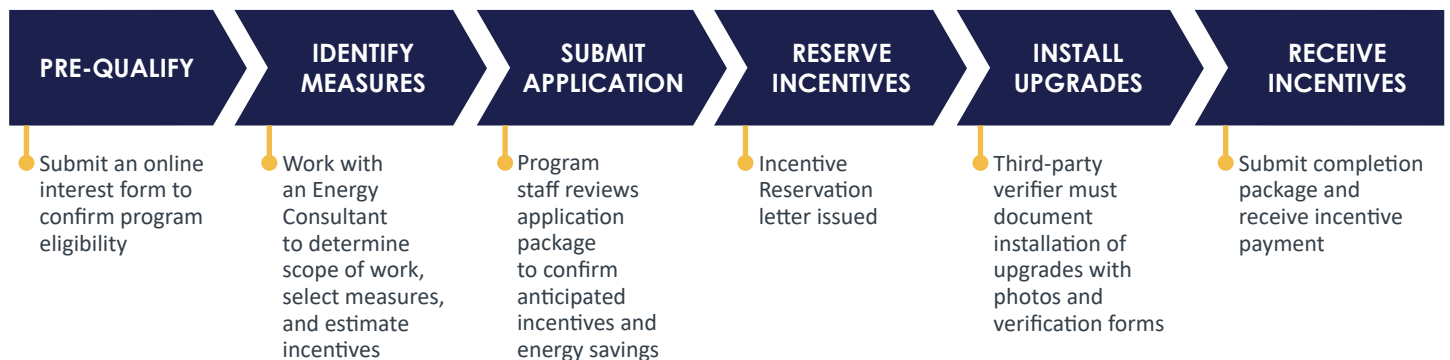 PRE-QUALIFY
Submit an online
interest form to
confirm program
eligibility
IDENTIFY
MEASURES
Work with
an Energy
Consultant
to determine
scope of work,
select measures,
and estimate
incentives
SUBMIT
APPLICATION
Program
staff reviews
application
package
to confirm
anticipated
incentives and
energy savings
RESERVE
INCENTIVES
Incentive
Reservation
letter issued
INSTALL
UPGRADES
Third-party
verifier must
document
installation of
upgrades with
photos and
verification forms
RECEIVE
INCENTIVES
Submit completion
package and
receive incentive
payment